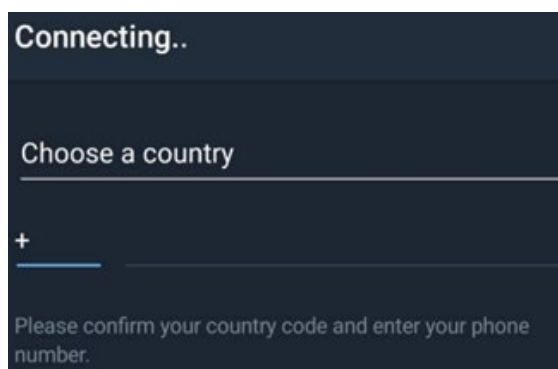 Connecting..
Choose a country
+
Please confirm your country code and enter your phone
number.